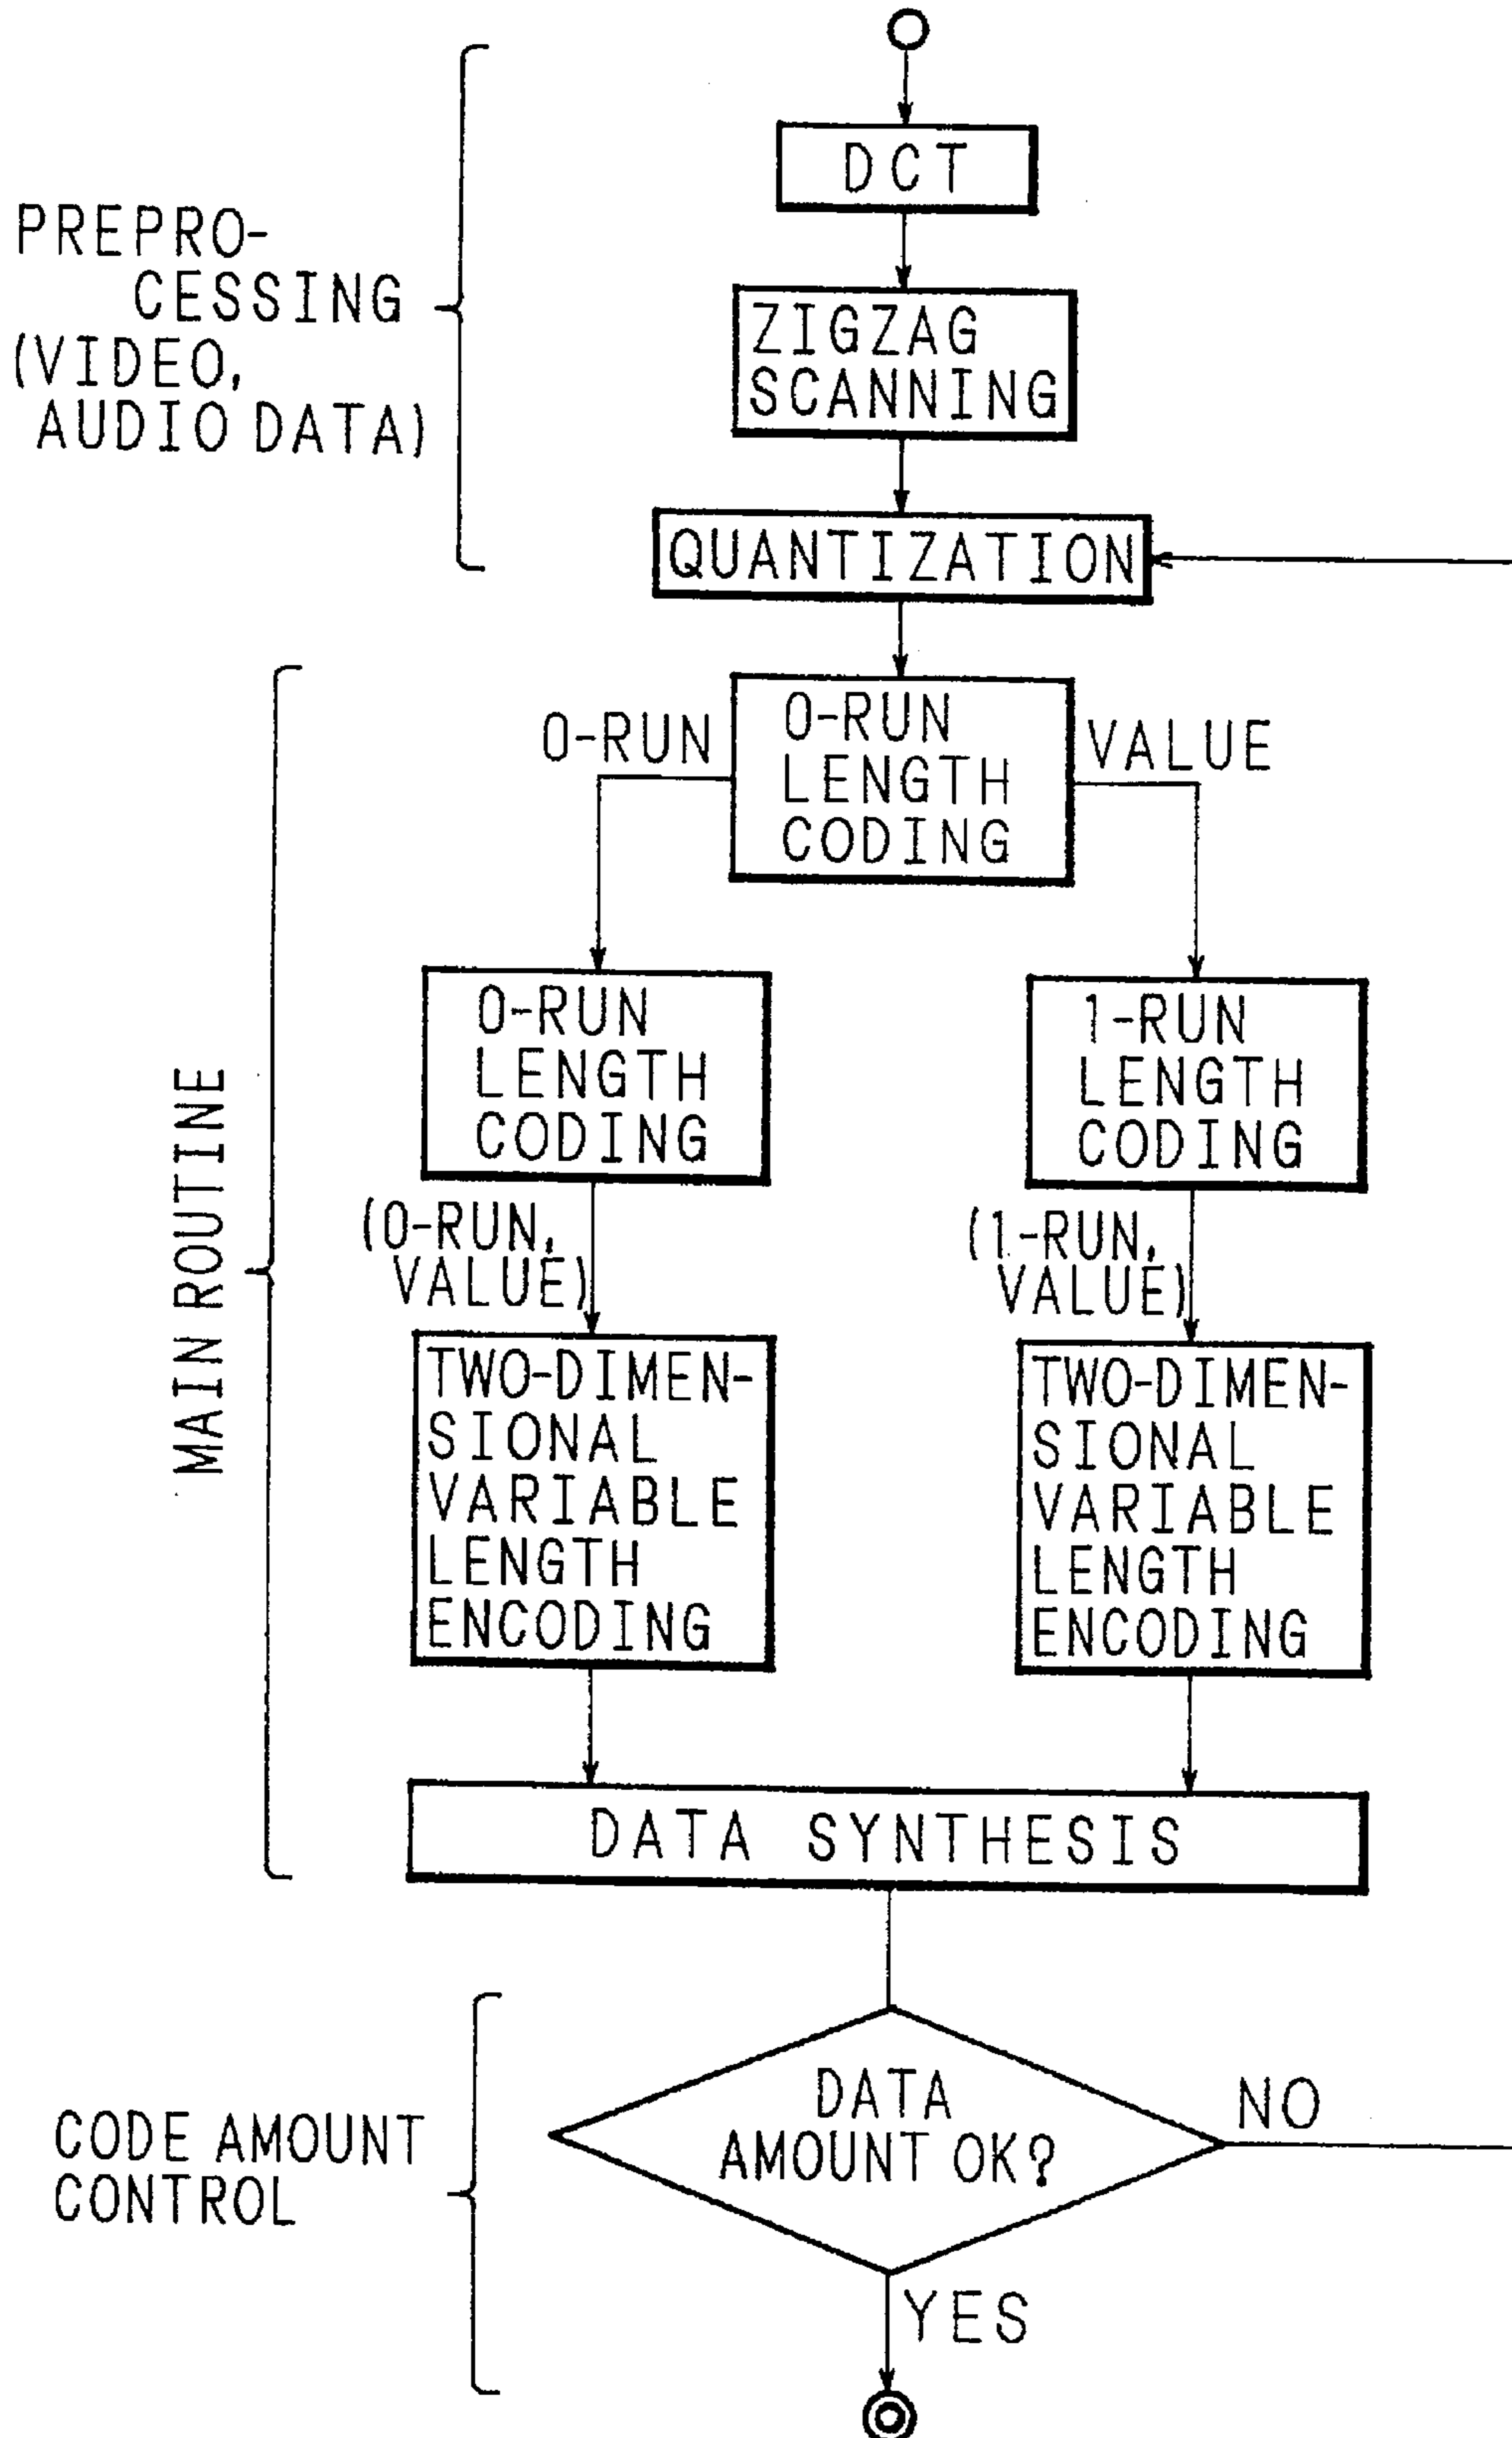 DCT
PREPRO-
CESSING
(VIDEO,
AUDIO DATA)
ZIGZAG
SCANNING
QUANTIZATION
0-RUN
0-RUN
LENGTH
CODING
VALUE
MAIN ROUTINE
0-RUN
LENGTH
CODING
1-RUN
LENGTH
CODING
(0-RUN,
VALUE)
(1-RUN,
VALUE)
TWO-DIMEN-
SIONAL
VARIABLE
LENGTH
ENCODING
TWO-DIMEN-
SIONAL
VARIABLE
LENGTH
ENCODING
DATA SYNTHESIS
CODE AMOUNT
CONTROL
DATA
AMOUNT OK?
NO
YES